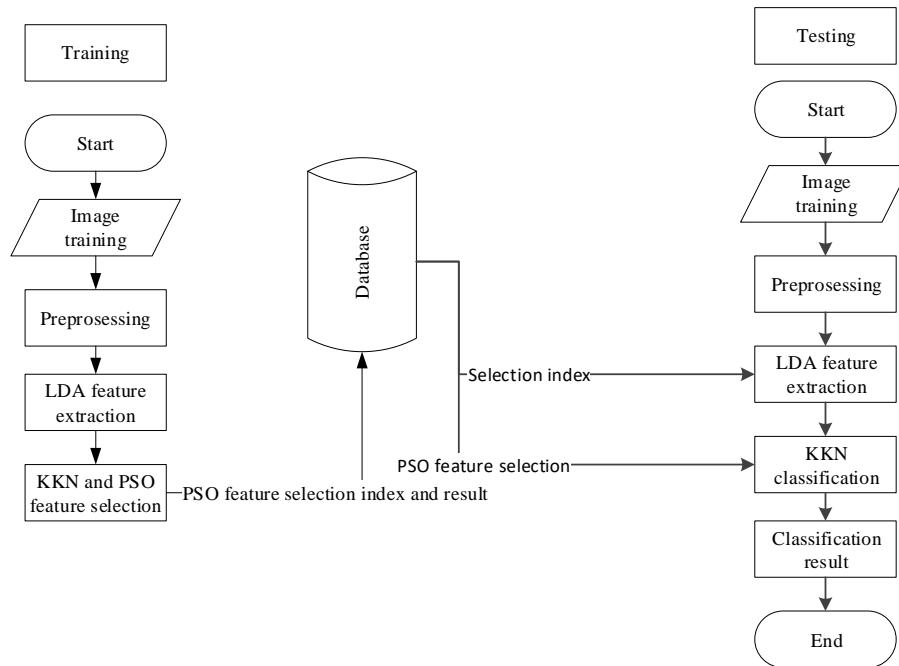 Training
Start
Image
training
Preprosessing
LDA feature
extraction
KKN and PSO
feature selection
PSO feature selection index and result
Database
Selection index
PSO feature selection
Testing
Start
Image
training
Preprosessing
LDA feature
extraction
KKN
classification
Classification
result
End